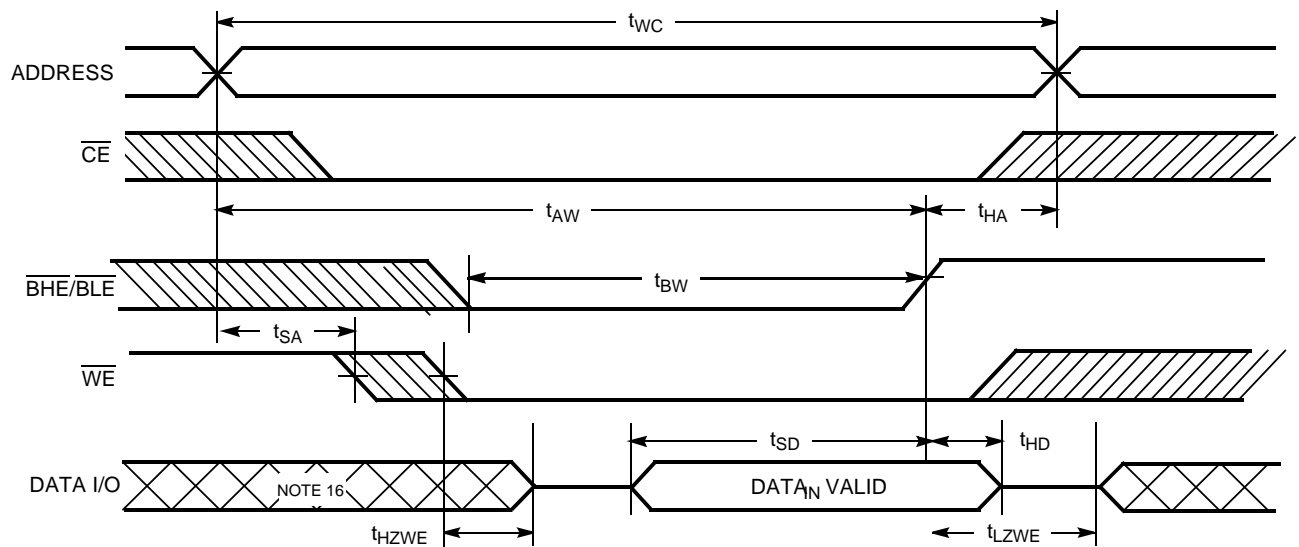 tWC
ADDRESS
CE
tAW
tHA
BHE/BLE
tBW
tSA
WE
tSD
tHD
DATA I/O
NOTE 16
DATAIN VALID
tHZWE
tLZWE